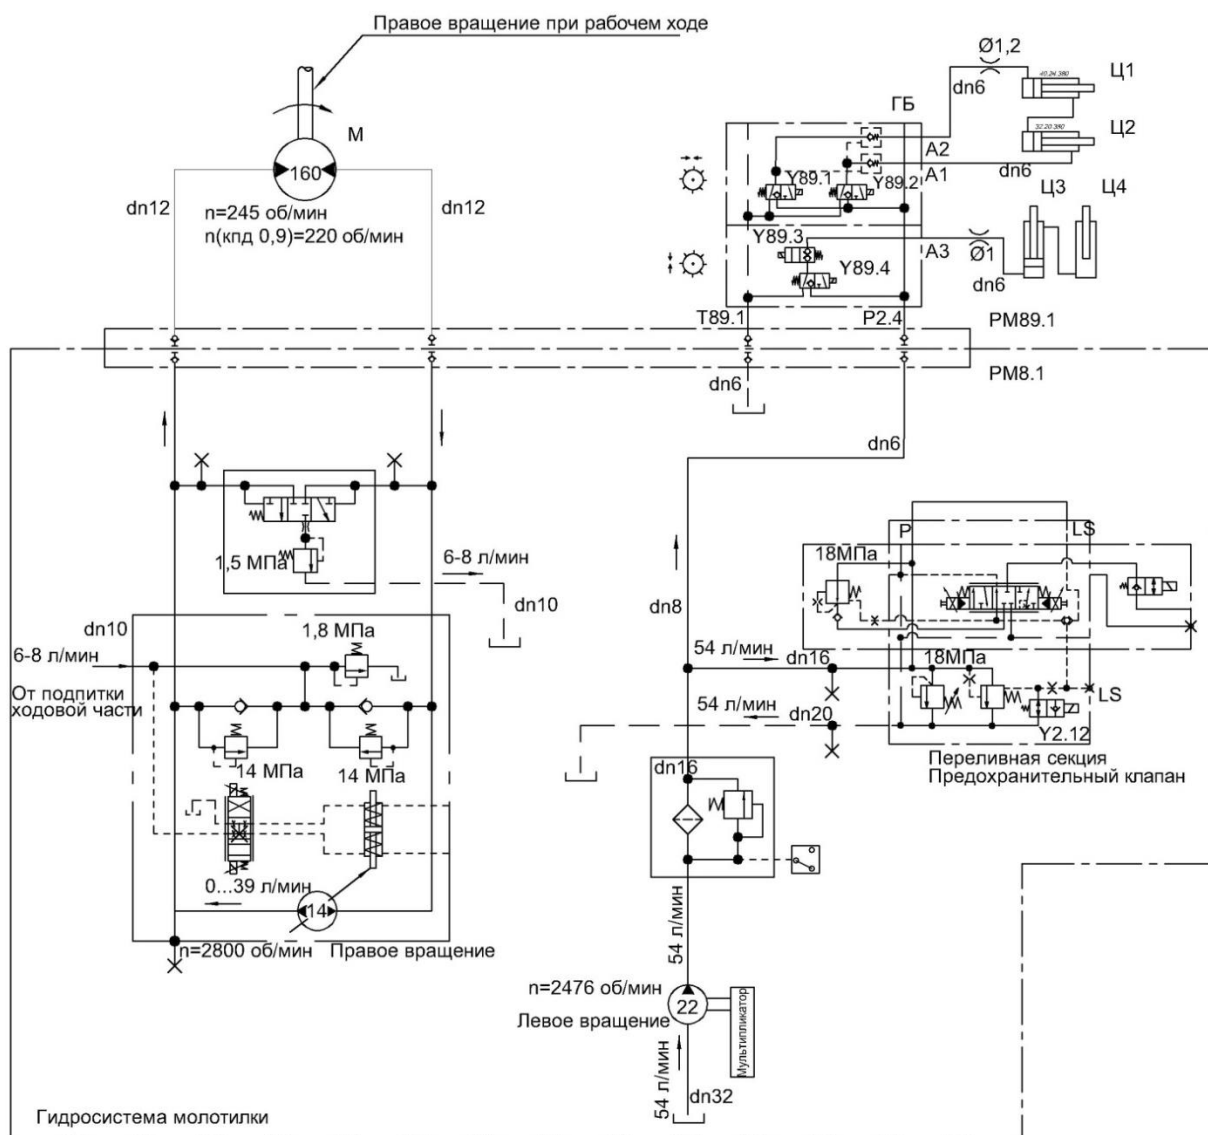 Правое вращение при рабочем ходе
М
160
dn12
dn12
n=245 об/мин
n(кпд 0,9)=220 об/мин
Ø1,2
dn6
40.24.380
Ц1
ГБ
Ц2
A2
A1
dn6
Y89.1
Y89.2
Ц3
Ц4
Y89.3
Y89.4
A3
Ø1
dn6
T89.1
P2.4
PM89.1
PM8.1
dn6
dn6
1,5 МПа
6-8 л/мин
dn10
dn10
6-8 л/мин
От подпитки
ходовой части
1,8 МПа
14 МПа
14 МПа
0...39 л/мин
14
n=2800 об/мин
Правое вращение
dn8
P
LS
18МПа
54 л/мин
dn16
18МПа
54 л/мин
dn20
LS
Y2.12
Переливная секция
Предохранительный клапан
dn16
54 л/мин
n=2476 об/мин
Левое вращение
22
Мультипликатор
54 л/мин
dn32
Гидросистема молотилки